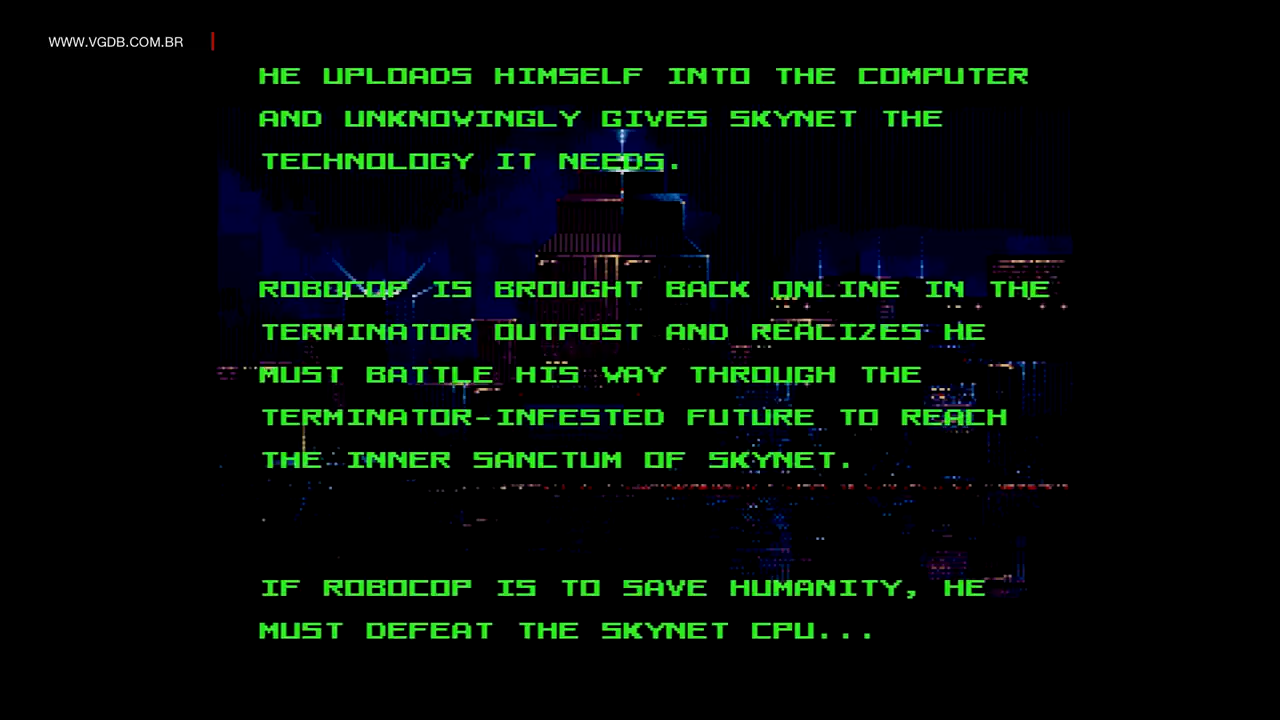 WWW.VGDB.COM.BR
HE UPLOADS HIMSELF INTO THE COMPUTER
AND UNKNOWINGLY GIVES SKYNET THE
TECHNOLOGY IT NEEDS.
ROBOCOP IS BROUGHT BACK ONLINE IN THE
TERMINATOR OUTPOST AND REACIZES HE
MUST BATTLE HIS WAY THROUGH THE
TERMINATOR-INFESTED FUTURE TO REACH
THE INNER SANCTUM OF SKYNET.
IF ROBOCOP IS TO SAVE HUMANITY, HE
MUST DEFEAT THE SKYNET CPU...